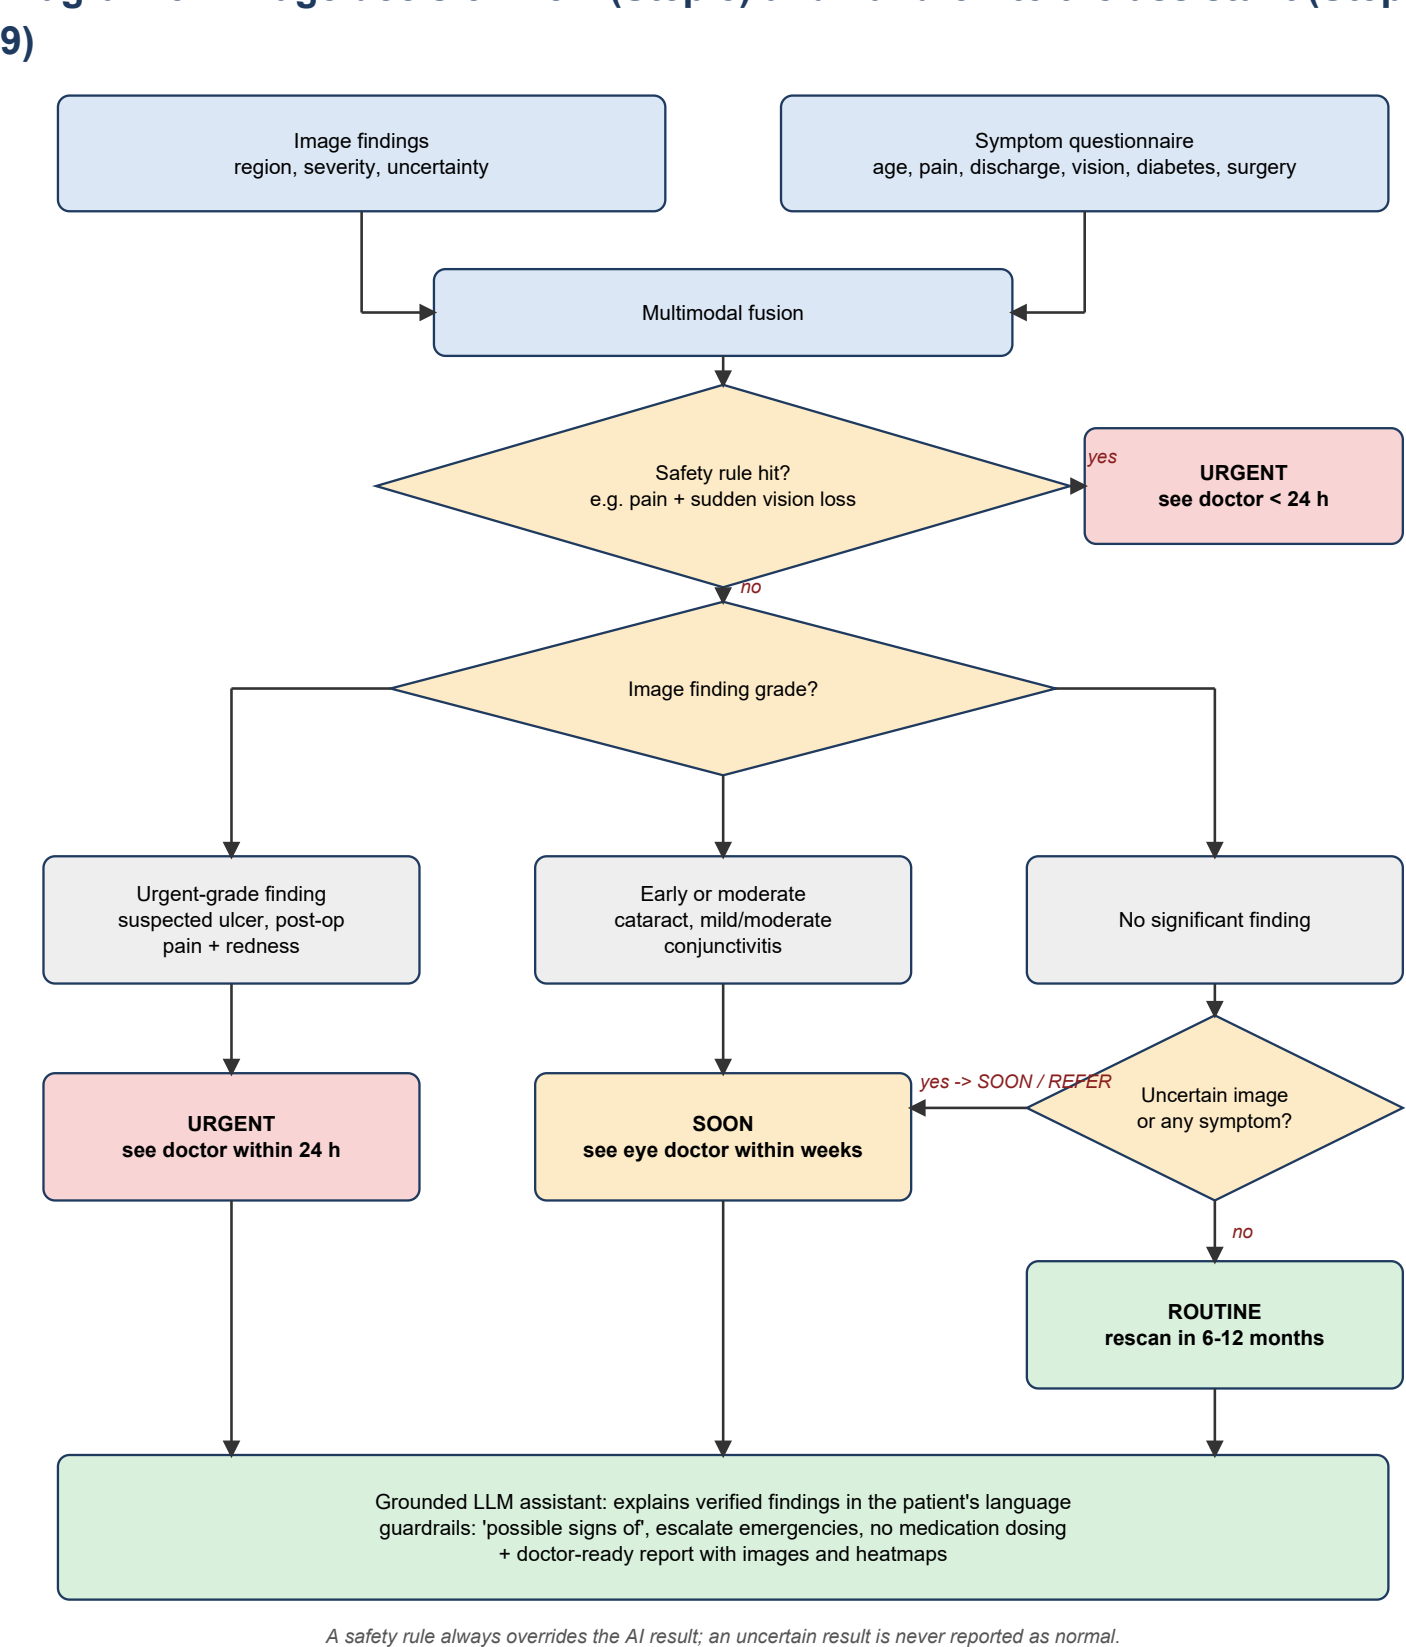 9)
Image findings
region, severity, uncertainty
Symptom questionnaire
age, pain, discharge, vision, diabetes, surgery
Multimodal fusion
Safety rule hit?
e.g. pain + sudden vision loss
yes
URGENT
see doctor < 24 h
no
Image finding grade?
Urgent-grade finding
suspected ulcer, post-op
pain + redness
Early or moderate
cataract, mild/moderate
conjunctivitis
No significant finding
URGENT
see doctor within 24 h
SOON
see eye doctor within weeks
yes -> SOON / REFER
Uncertain image
or any symptom?
no
ROUTINE
rescan in 6-12 months
Grounded LLM assistant: explains verified findings in the patient's language
guardrails: 'possible signs of', escalate emergencies, no medication dosing
+ doctor-ready report with images and heatmaps
A safety rule always overrides the AI result; an uncertain result is never reported as normal.